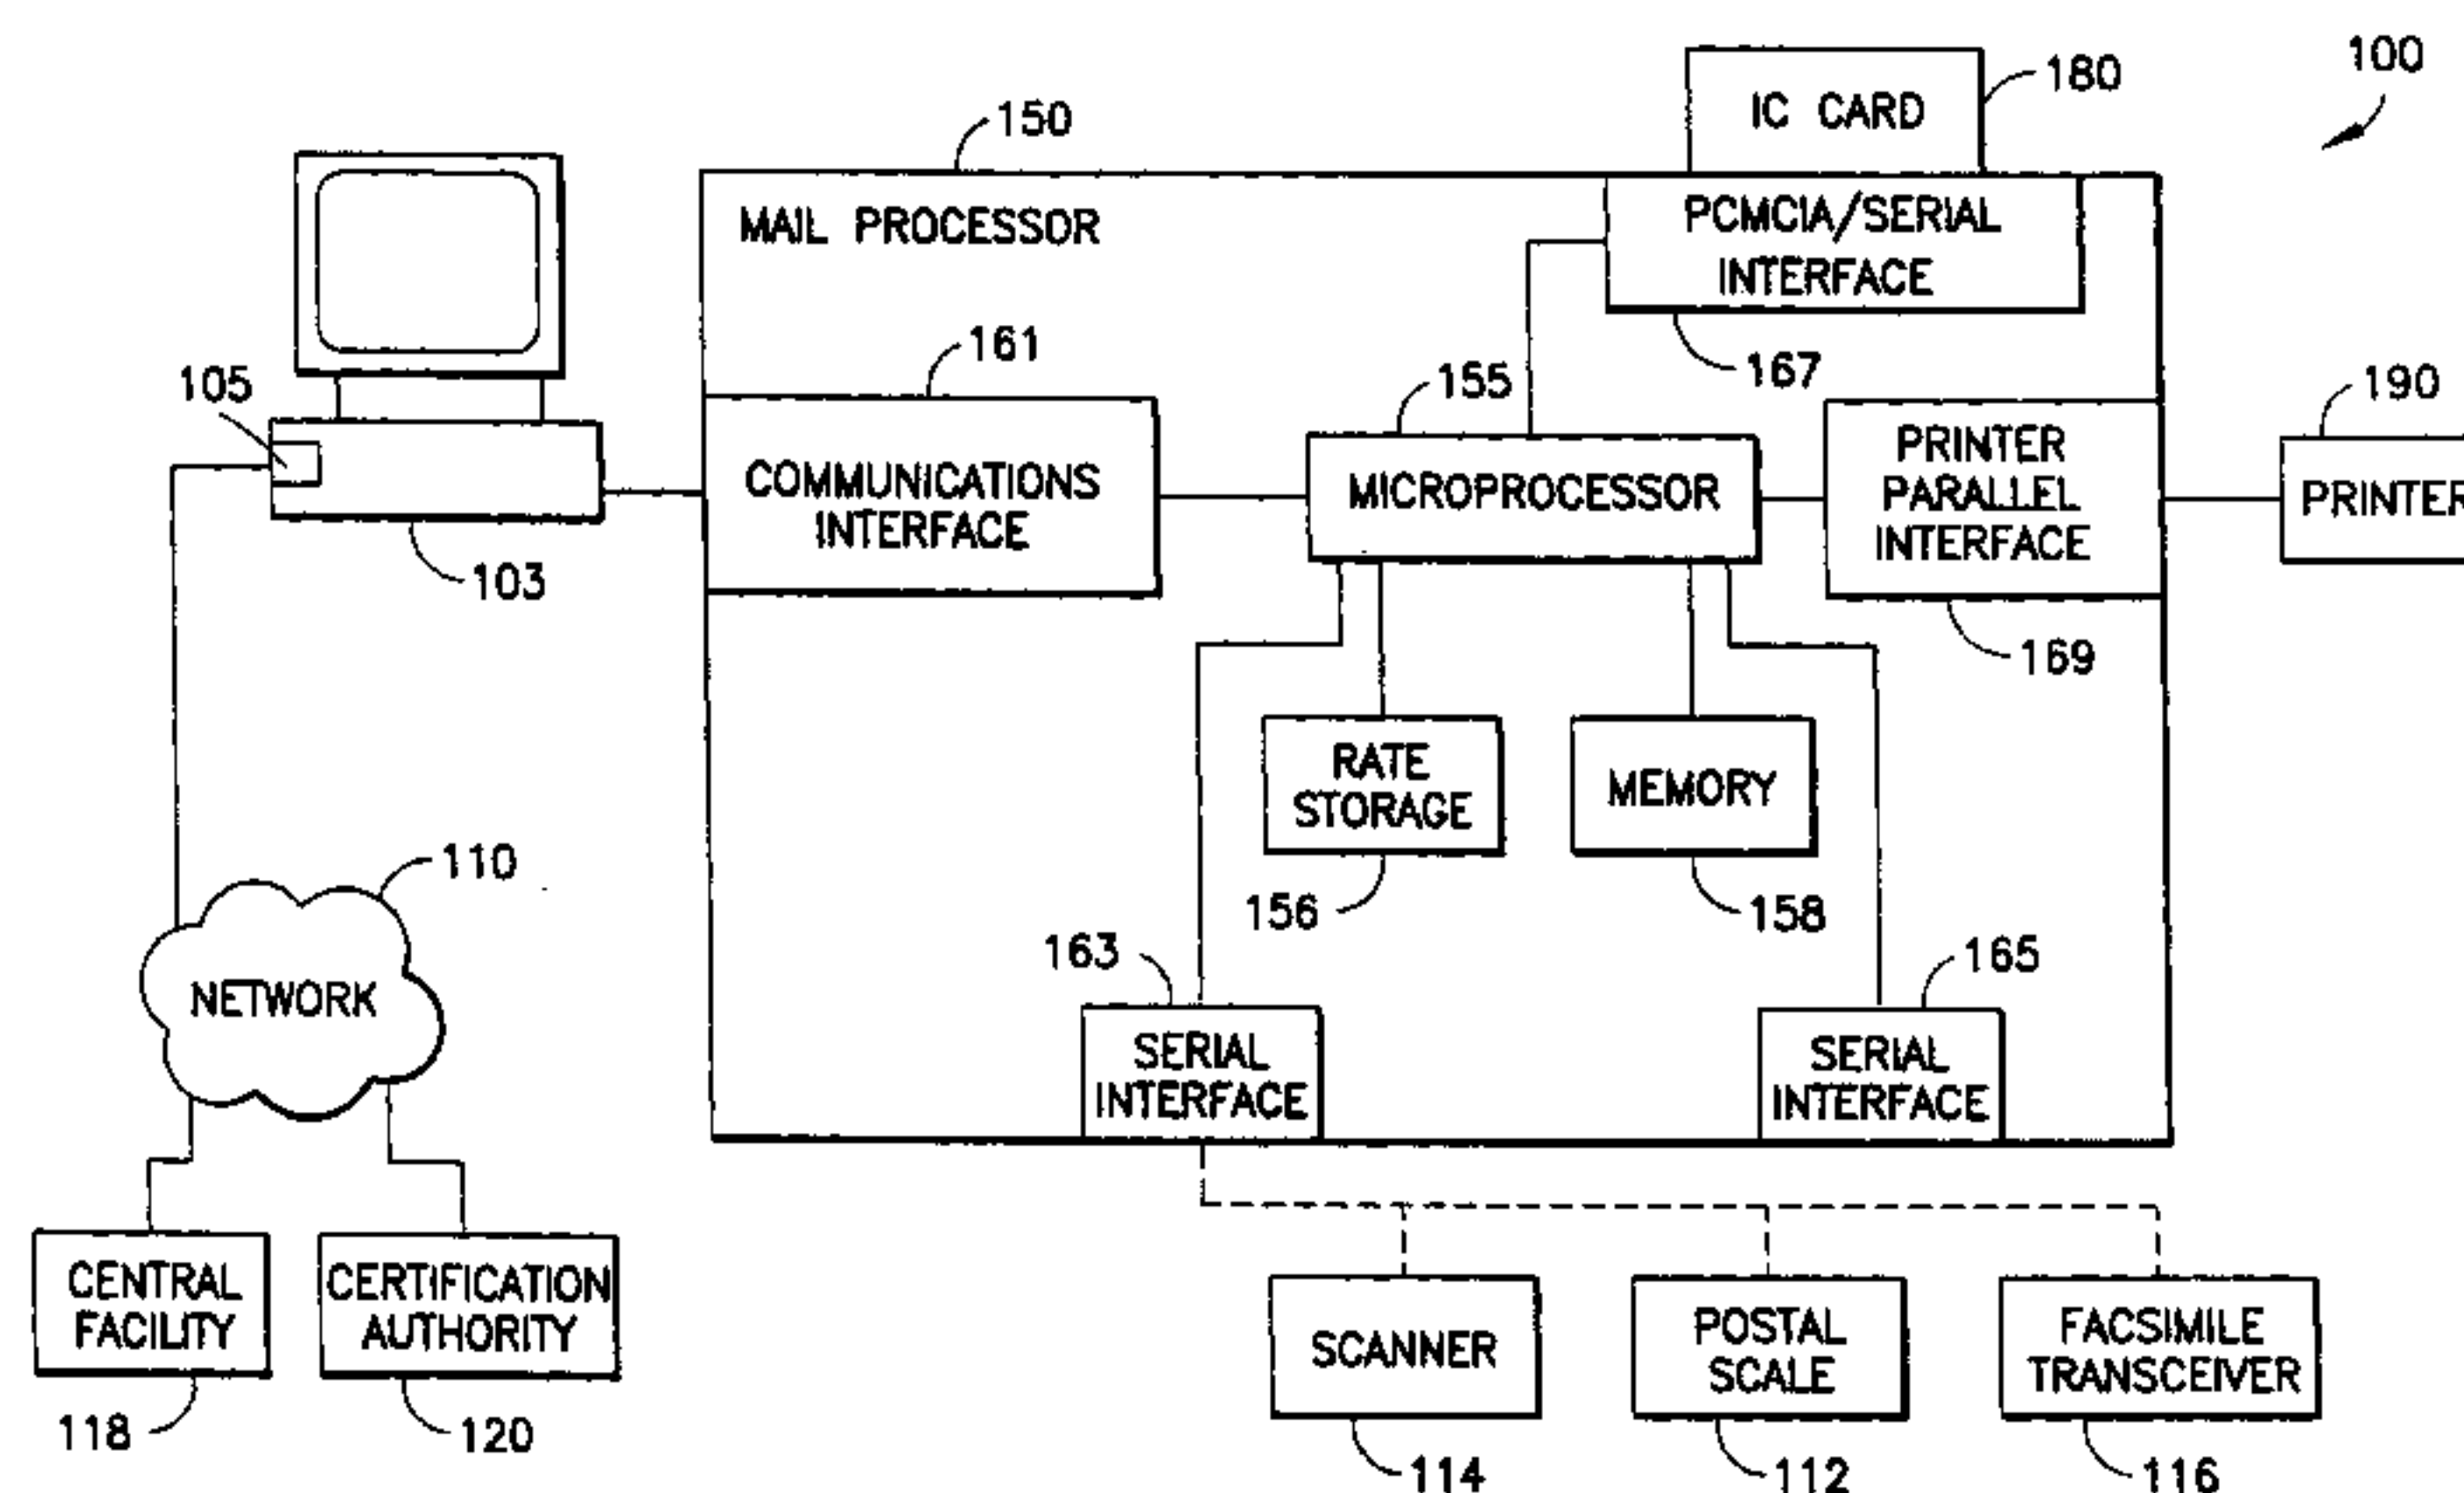 100
180
IC CARD
150
MAIL PROCESSOR
PCMCIA/SERIAL
INTERFACE
167
161
COMMUNICATIONS
INTERFACE
155
MICROPROCESSOR
PRINTER
PARALLEL
INTERFACE
169
190
PRINTER
105
103
RATE
STORAGE
156
MEMORY
158
110
NETWORK
163
SERIAL
INTERFACE
165
SERIAL
INTERFACE
CENTRAL
FACILITY
118
CERTIFICATION
AUTHORITY
120
SCANNER
114
POSTAL
SCALE
112
FACSIMILE
TRANSCEIVER
116